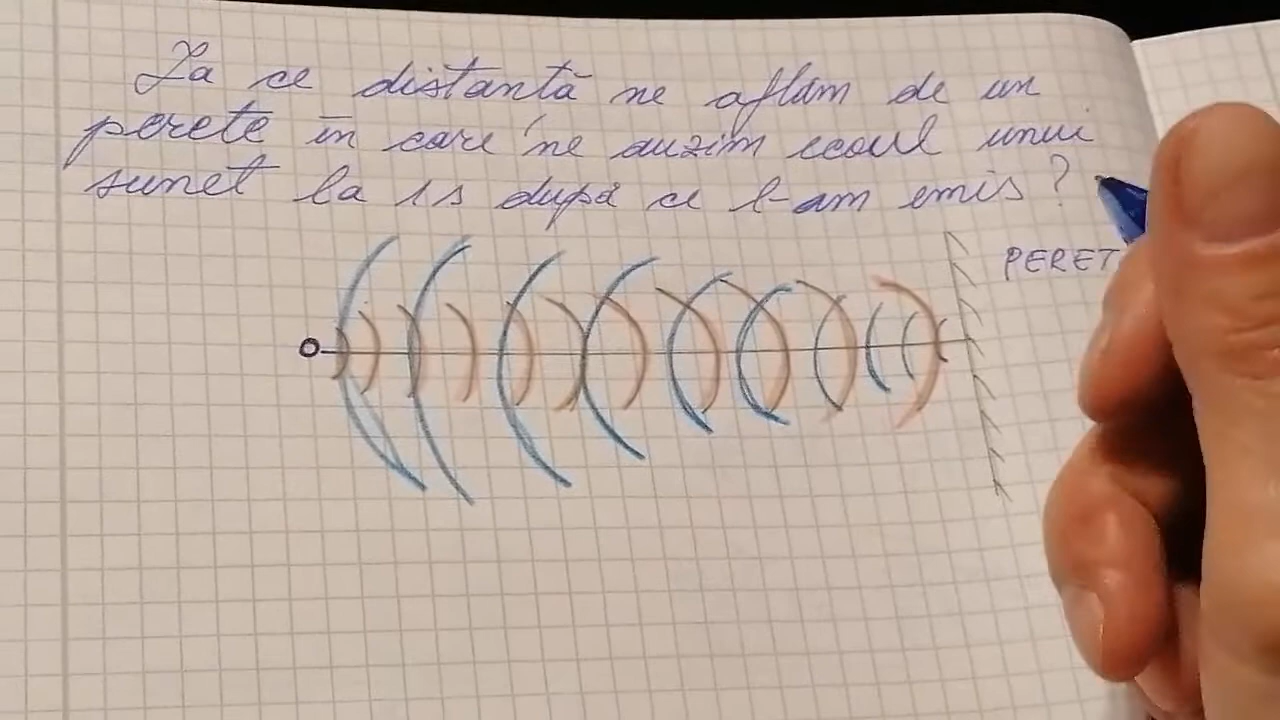 La ce distanță ne aflăm de un
perete în care ne auzim ecoul unui
sunet la 1s după ce l-am emis?
PERET
O